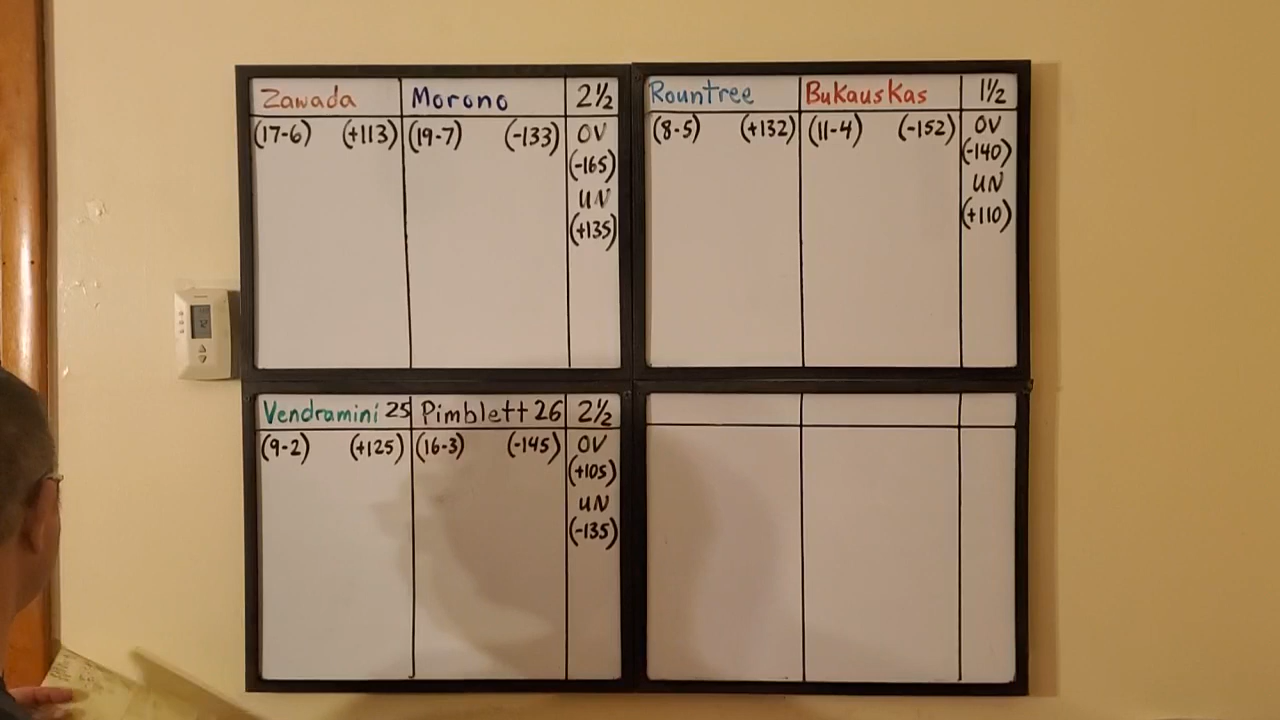 Zawada Morono 2½
(17-6) (+113) (19-7) (-133) OV
(-165)
UN
(+135)
Rountree Bukauskas 1½
(8-5) (+132) (11-4) (-152) OV
(-140)
UN
(+110)
Vendramini 25 Pimblett 26 2½
(9-2) (+125) (16-3) (-145) OV
(+105)
UN
(-135)